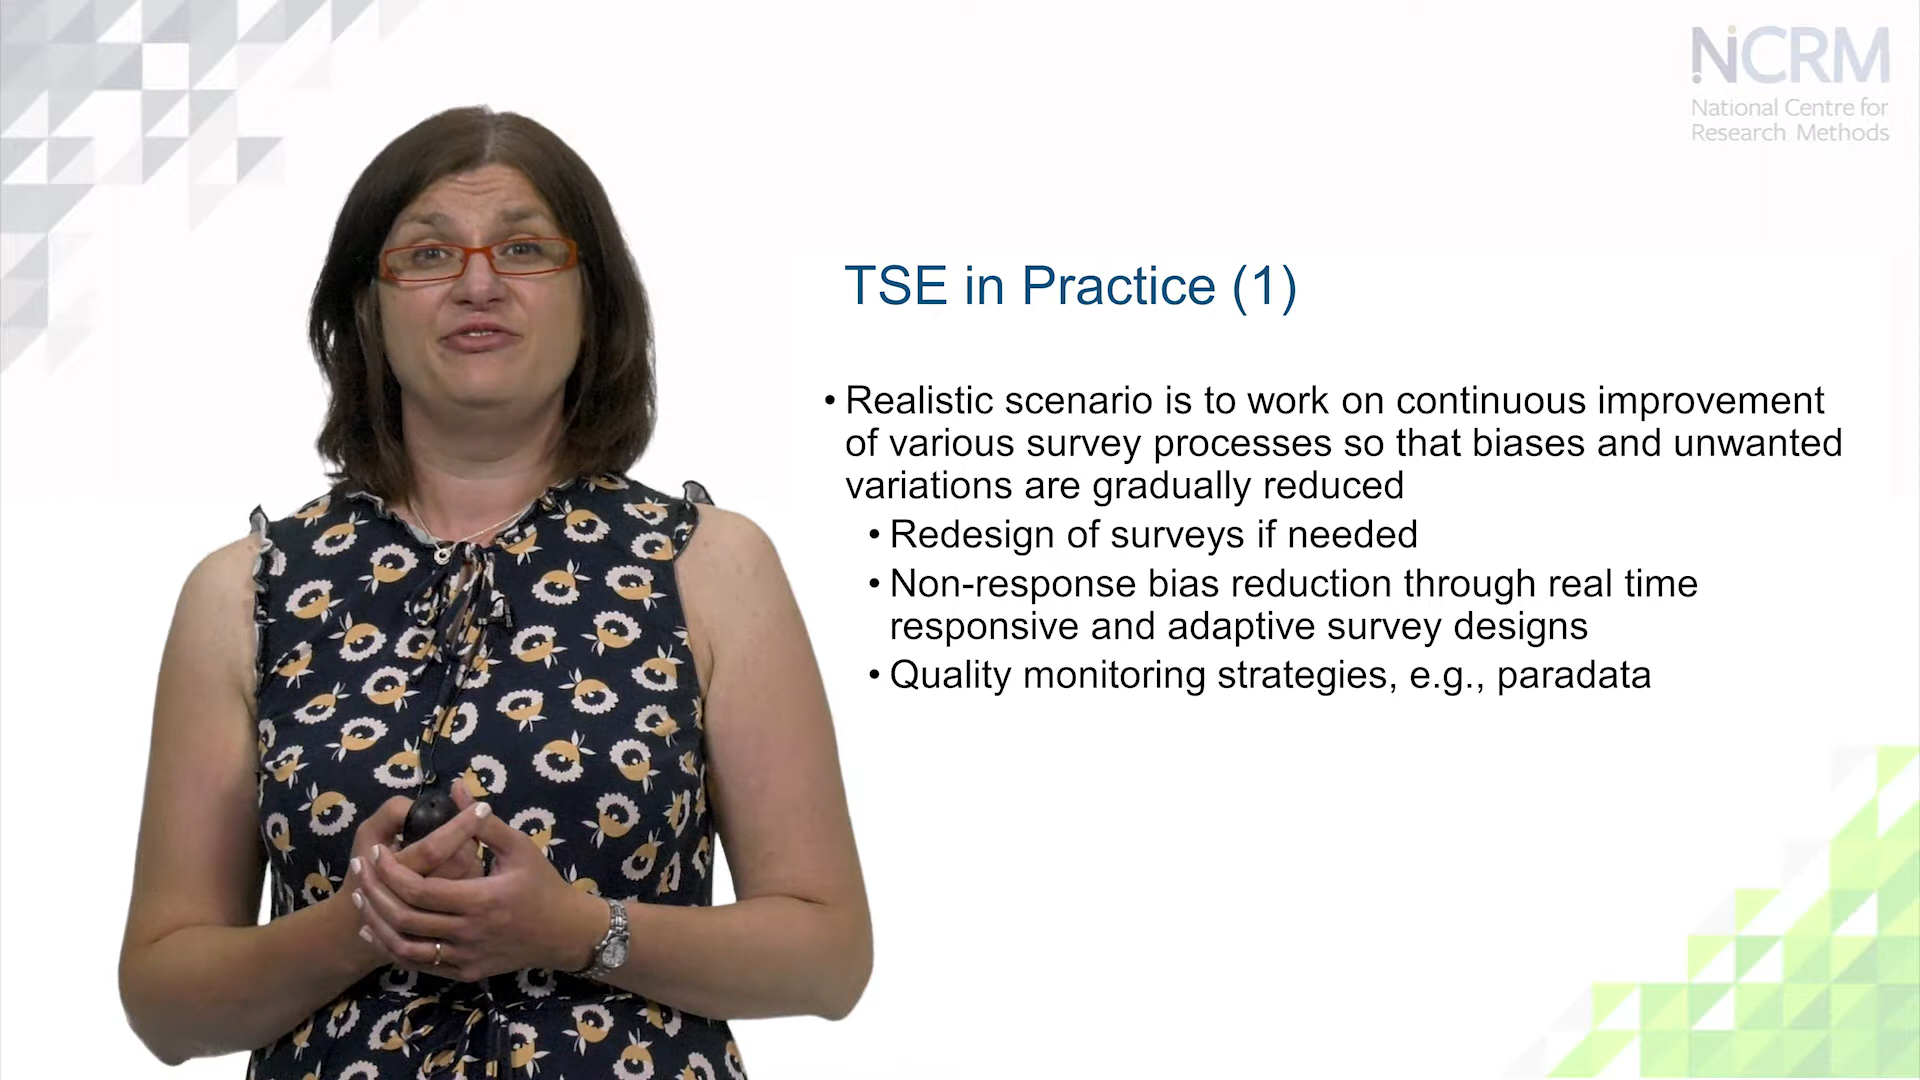 NCRM
National Centre for
Research Methods
TSE in Practice (1)
• Realistic scenario is to work on continuous improvement
of various survey processes so that biases and unwanted
variations are gradually reduced
• Redesign of surveys if needed
• Non-response bias reduction through real time
responsive and adaptive survey designs
• Quality monitoring strategies, e.g., paradata